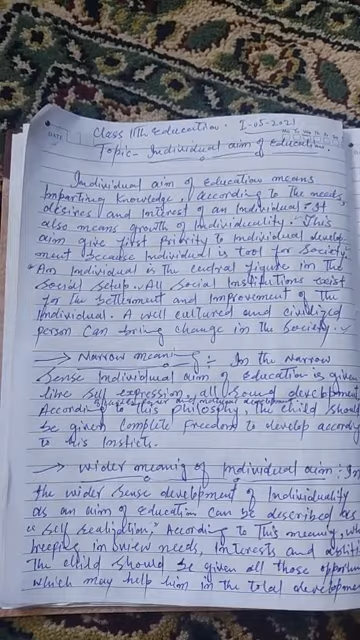 Class 11th Education. 1-05-2021
Topic- Individual aim of Education.
Individual aim of Education means
Imparting knowledge. According to the needs,
desires and Interest of an Individual. It
also means growth of Individuality. This
aim give first Priority to Individual develop-
ment because Individual is tool for Society.
* An Individual is the central figure in the
Social Setup. All Social Institutions exist
for the betterment and Improvement of the
Individual. A well cultured and civilized
person Can bring change in the Society.
→ Narrow meaning :- In the narrow
Sense Individual aim of Education is given
like Self expression, all round development
According to this Philosophy, the child should
be given Complete freedom to develop accordi
to his Instincts.
→ Wider meaning of Individual aim : In
the wider Sense development of Individuality
as an aim of Education Can be described as
"Self Realization," According to this meaning, wh
keeping in view needs, interests and
The child should be given all those opportun
which may help him in the total developme